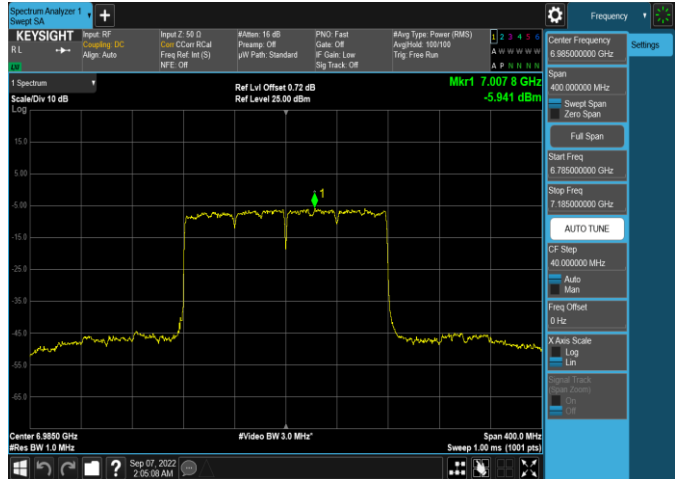 Spectrum Analyzer 1
Swept SA
+
Frequency
KEYSIGHT
RL
AM
Input: RF
Coupling: DC
Align: Auto
Input Z: 50 Ω
Corr CCorr RCal
Freq Ref: Int (S)
NFE: Off
#Atten: 16 dB
Preamp: Off
µW Path: Standard
PNO: Fast
Gate: Off
IF Gain: Low
Sig Track: Off
#Avg Type: Power (RMS)
Avg|Hold: 100/100
Trig: Free Run
1 2 3 4 5 6
A W W W W W
A P N N N N
1 Spectrum
Scale/Div 10 dB
Log
Ref Lvl Offset 0.72 dB
Ref Level 25.00 dBm
Mkr1 7.007 8 GHz
-5.941 dBm
15.0
5.00
-5.00
-15.0
-25.0
-35.0
-45.0
-55.0
-65.0
1
Center 6.9850 GHz
#Res BW 1.0 MHz
#Video BW 3.0 MHz*
Span 400.0 MHz
Sweep 1.00 ms (1001 pts)
Sep 07, 2022
2:05:08 AM
?
Center Frequency
6.985000000 GHz
Span
400.000000 MHz
Swept Span
Zero Span
Full Span
Start Freq
6.785000000 GHz
Stop Freq
7.185000000 GHz
AUTO TUNE
CF Step
40.000000 MHz
Auto
Man
Freq Offset
0 Hz
X Axis Scale
Log
Lin
Signal Track
(Span Zoom)
On
Off
Settings